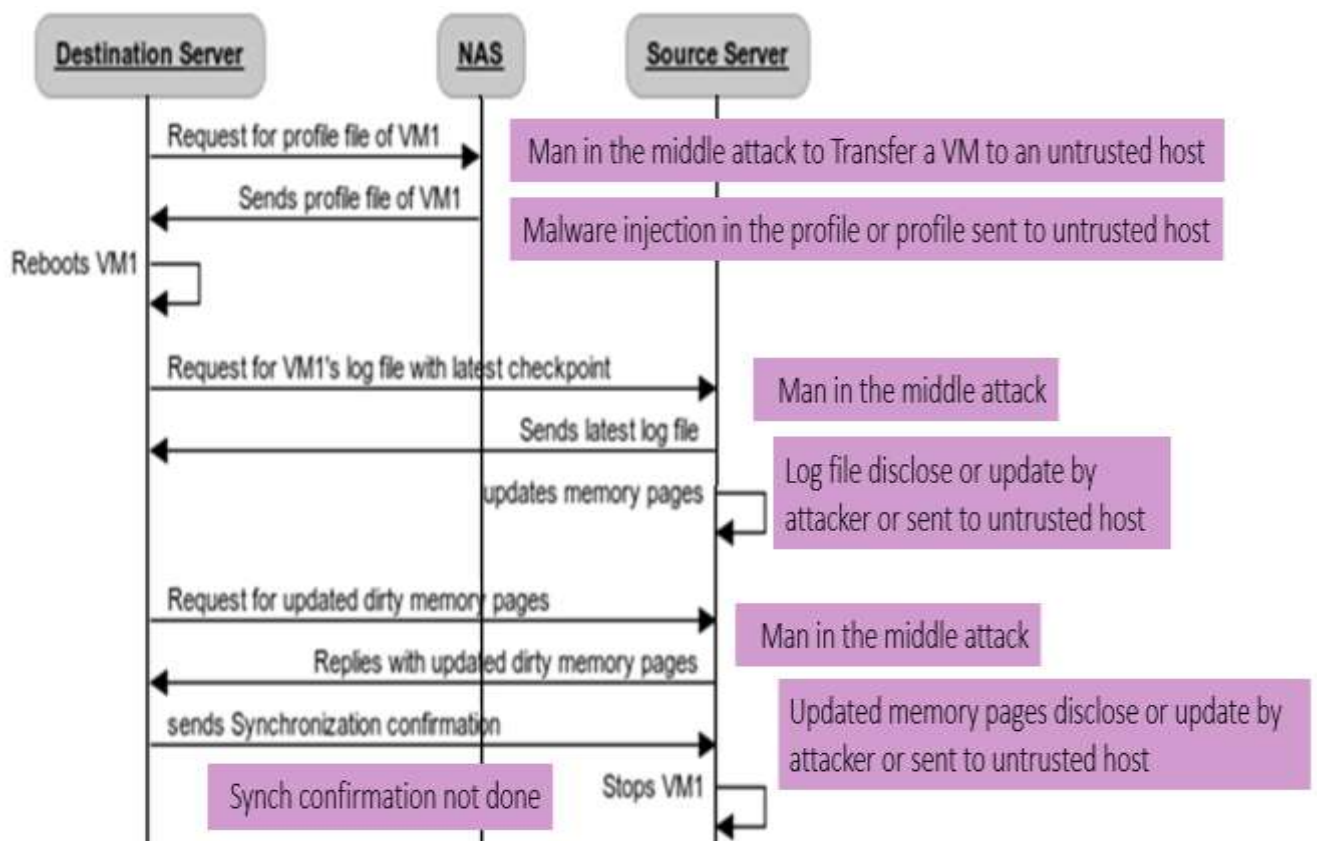 Destination Server
NAS
Source Server
Request for profile file of VM1
Man in the middle attack to Transfer a VM to an untrusted host
Sends profile file of VM1
Malware injection in the profile or profile sent to untrusted host
Reboots VM1
Request for VM1's log file with latest checkpoint
Man in the middle attack
Sends latest log file
Log file disclose or update by
attacker or sent to untrusted host
updates memory pages
Request for updated dirty memory pages
Man in the middle attack
Replies with updated dirty memory pages
Updated memory pages disclose or update by
attacker or sent to untrusted host
sends Synchronization confirmation
Synch confirmation not done
Stops VM1